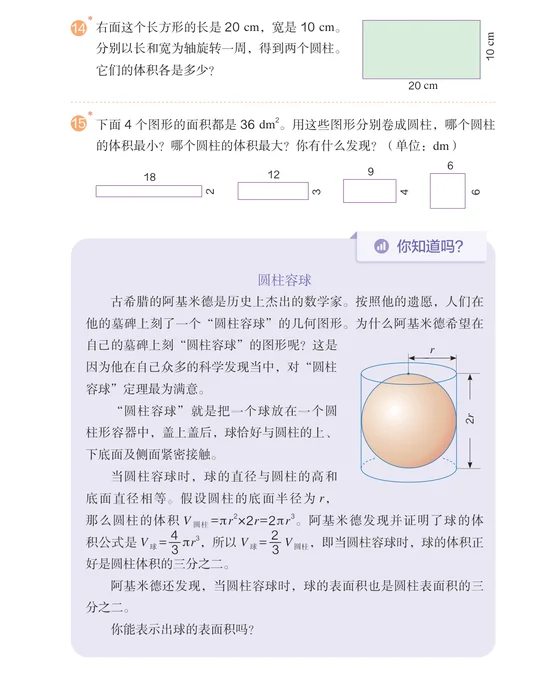 14* 右面这个长方形的长是 20 cm，宽是 10 cm。
分别以长和宽为轴旋转一周，得到两个圆柱。
它们的体积各是多少？
10 cm
20 cm
15* 下面 4 个图形的面积都是 36 dm²。用这些图形分别卷成圆柱，哪个圆柱
的体积最小？哪个圆柱的体积最大？你有什么发现？（单位：dm）
18
2
12
3
9
4
6
6
你知道吗？
圆柱容球
古希腊的阿基米德是历史上杰出的数学家。按照他的遗愿，人们在
他的墓碑上刻了一个“圆柱容球”的几何图形。为什么阿基米德希望在
自己的墓碑上刻“圆柱容球”的图形呢？这是
因为他在自己众多的科学发现当中，对“圆柱
容球”定理最为满意。
“圆柱容球”就是把一个球放在一个圆
柱形容器中，盖上盖后，球恰好与圆柱的上、
下底面及侧面紧密接触。
当圆柱容球时，球的直径与圆柱的高和
底面直径相等。假设圆柱的底面半径为 r，
r
2r
那么圆柱的体积 V圆柱=πr²×2r=2πr³。阿基米德发现并证明了球的体
积公式是 V球=4/3πr³，所以 V球=2/3 V圆柱，即当圆柱容球时，球的体积正
好是圆柱体积的三分之二。
阿基米德还发现，当圆柱容球时，球的表面积也是圆柱表面积的三
分之二。
你能表示出球的表面积吗？